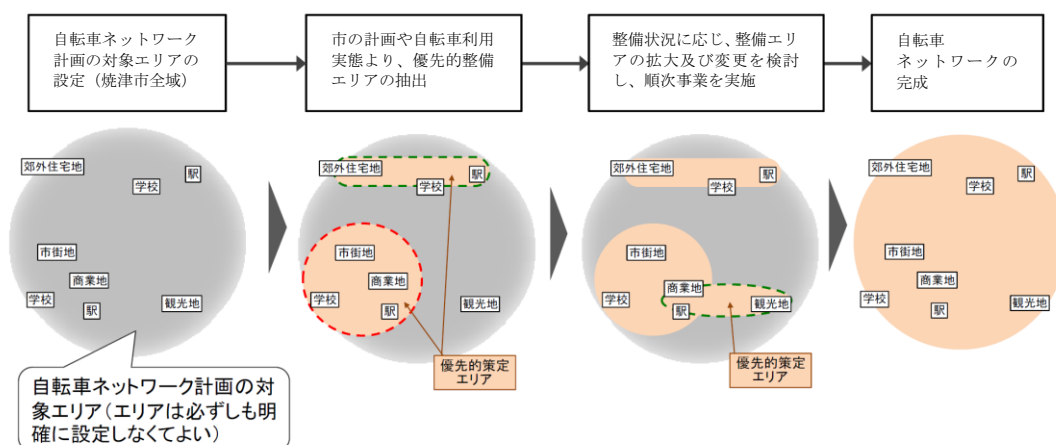 自転車ネットワーク
計画の対象エリアの
設定（焼津市全域）
市の計画や自転車利用
実態より、優先的整備
エリアの抽出
整備状況に応じ、整備エリ
アの拡大及び変更を検討
し、順次事業を実施
自転車
ネットワークの
完成
郊外住宅地
駅
学校
市街地
商業地
学校
駅
観光地
自転車ネットワーク計画の対
象エリア（エリアは必ずしも明
確に設定しなくてよい）
郊外住宅地
駅
学校
市街地
商業地
学校
駅
観光地
優先的策定
エリア
郊外住宅地
駅
学校
市街地
商業地
学校
駅
観光地
優先的策定
エリア
郊外住宅地
駅
学校
市街地
商業地
学校
駅
観光地